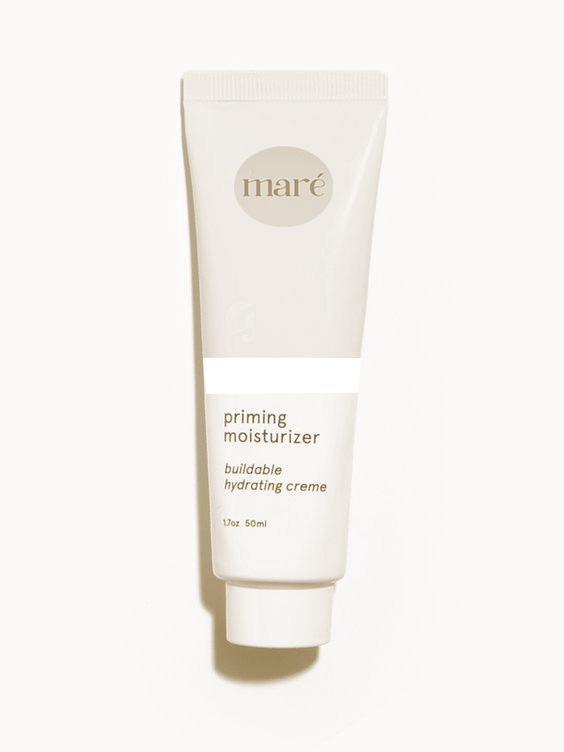 maré
priming
moisturizer
buildable
hydrating creme
1.7oz 50ml